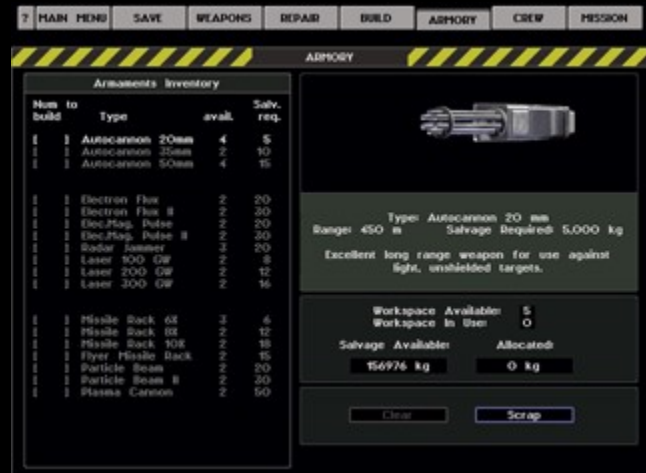 ? MAIN MENU SAVE WEAPONS REPAIR BUILD ARMORY CREW MISSION
ARMORY
Armaments Inventory
Num to build Type avail. Salv. req.
[ ] Autocannon 20mm 4 5
[ ] Autocannon 35mm 2 10
[ ] Autocannon 50mm 4 15
[ ] Electron Flux 2 20
[ ] Electron Flux II 2 30
[ ] Elec.Mag. Pulse 2 20
[ ] Elec.Mag. Pulse II 2 30
[ ] Radar Jammer 3 20
[ ] Laser 100 GW 2 8
[ ] Laser 200 GW 2 12
[ ] Laser 300 GW 2 16
[ ] Missile Rack 6X 3 6
[ ] Missile Rack 8X 2 12
[ ] Missile Rack 10X 2 18
[ ] Flyer Missile Rack 2 15
[ ] Particle Beam 2 20
[ ] Particle Beam II 2 30
[ ] Plasma Cannon 2 50
Type: Autocannon 20 mm
Range: 450 m Salvage Required: 5,000 kg
Excellent long range weapon for use against
light, unshielded targets.
Workspace Available: 5
Workspace In Use: 0
Salvage Available: Allocated:
156976 kg 0 kg
Clear Scrap